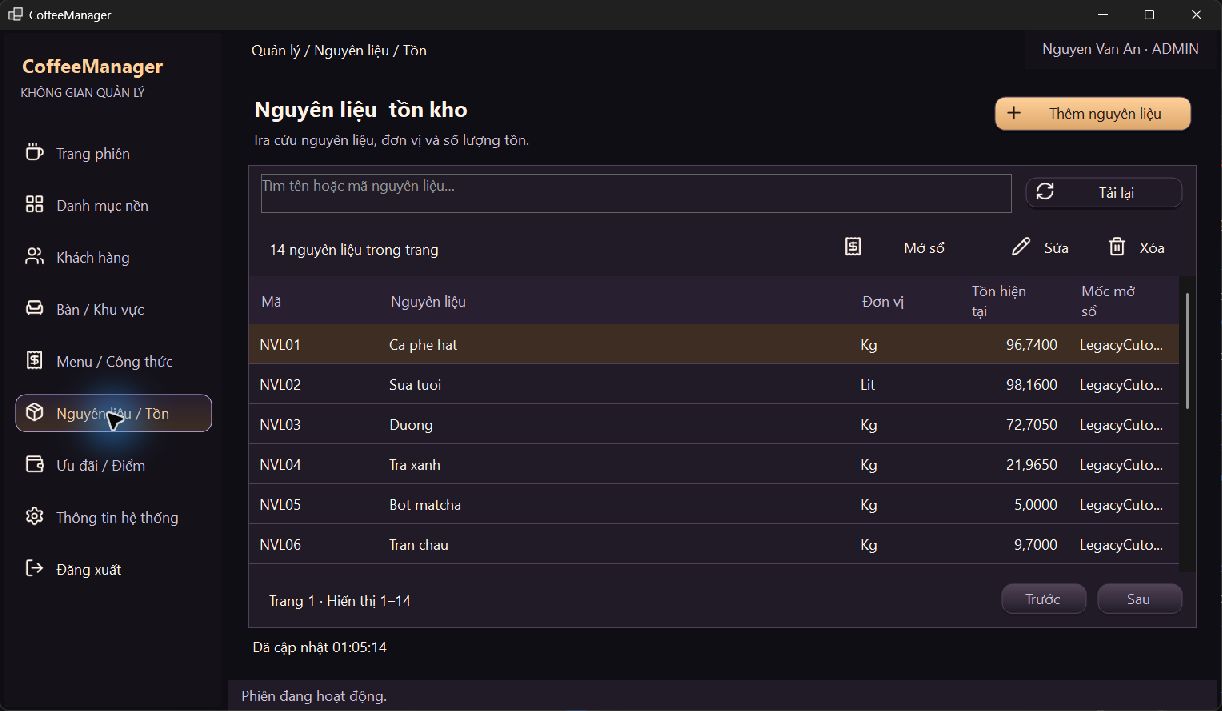 CoffeeManager
CoffeeManager
KHÔNG GIAN QUẢN LÝ
Quản lý / Nguyên liệu / Tồn
Nguyen Van An · ADMIN
Nguyên liệu tồn kho
Tra cứu nguyên liệu, đơn vị và số lượng tồn.
Thêm nguyên liệu
Trang phiên
Danh mục nền
Khách hàng
Bàn / Khu vực
Menu / Công thức
Nguyên liệu / Tồn
Ưu đãi / Điểm
Thông tin hệ thống
Đăng xuất
Tìm tên hoặc mã nguyên liệu...
Tải lại
14 nguyên liệu trong trang
Mở sổ
Sửa
Xóa
Mã Nguyên liệu Đơn vị Tồn hiện tại Mốc mở sổ
NVL01 Ca phe hat Kg 96,7400 LegacyCuto...
NVL02 Sua tuoi Lit 98,1600 LegacyCuto...
NVL03 Duong Kg 72,7050 LegacyCuto...
NVL04 Tra xanh Kg 21,9650 LegacyCuto...
NVL05 Bot matcha Kg 5,0000 LegacyCuto...
NVL06 Tran chau Kg 9,7000 LegacyCuto...
Trang 1 · Hiển thị 1–14
Trước
Sau
Đã cập nhật 01:05:14
Phiên đang hoạt động.